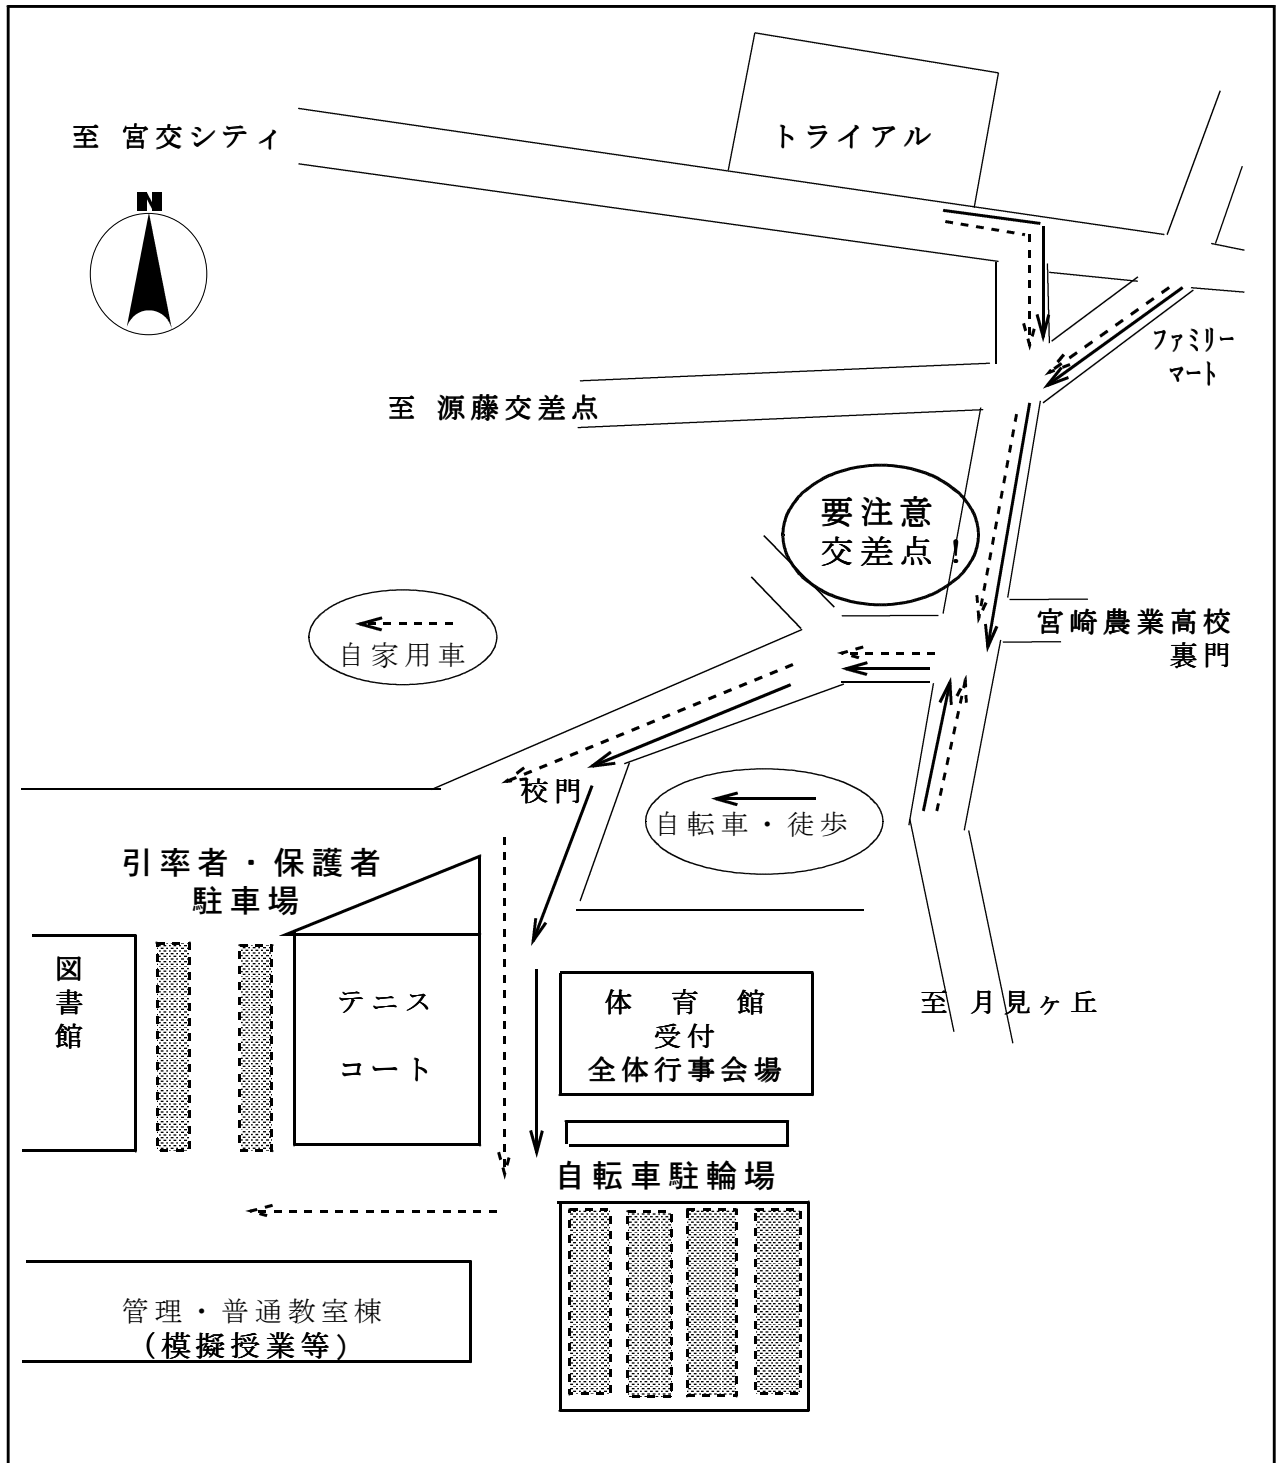 至 宮交シティ
トライアル
N
ファミリー
マート
至 源藤交差点
要注意
交差点！
宮崎農業高校
裏門
自家用車
校門
自転車・徒歩
引率者・保護者
駐車場
図書館
テニス
コート
体育館
受付
全体行事会場
至 月見ヶ丘
自転車駐輪場
管理・普通教室棟
（模擬授業等）